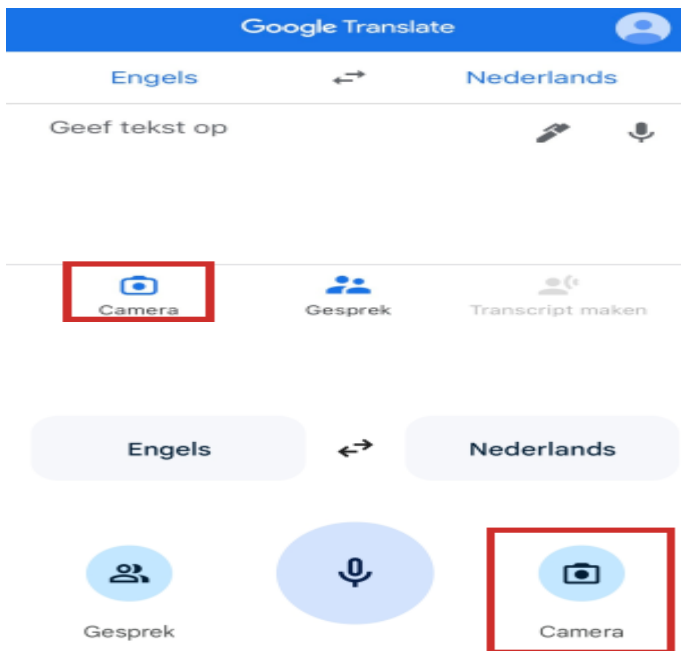 Google Translate
Engels Nederlands
Geef tekst op
Camera Gesprek Transcript maken
Engels Nederlands
Gesprek Camera